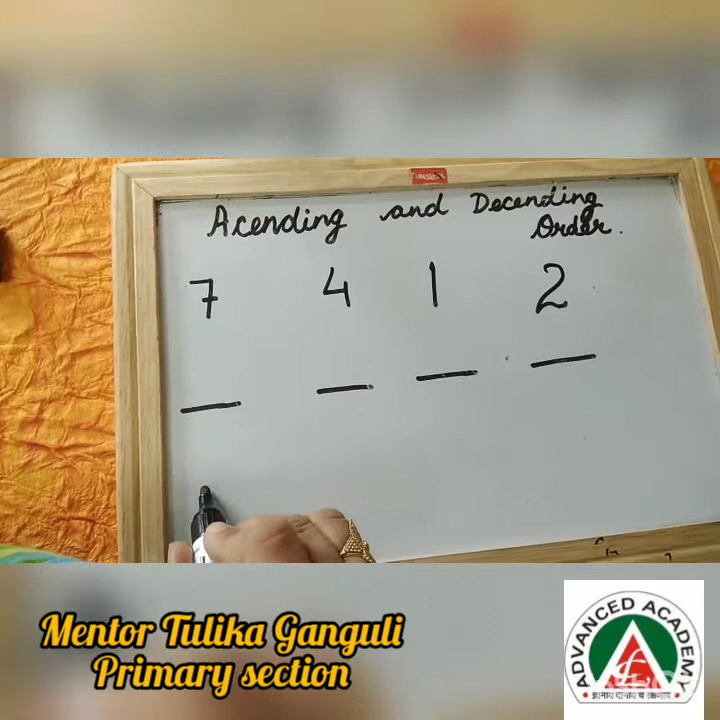 Acending and Decending
Order.
7 4 1 2
Mentor Tulika Ganguli
Primary section
ADVANCED ACADEMY